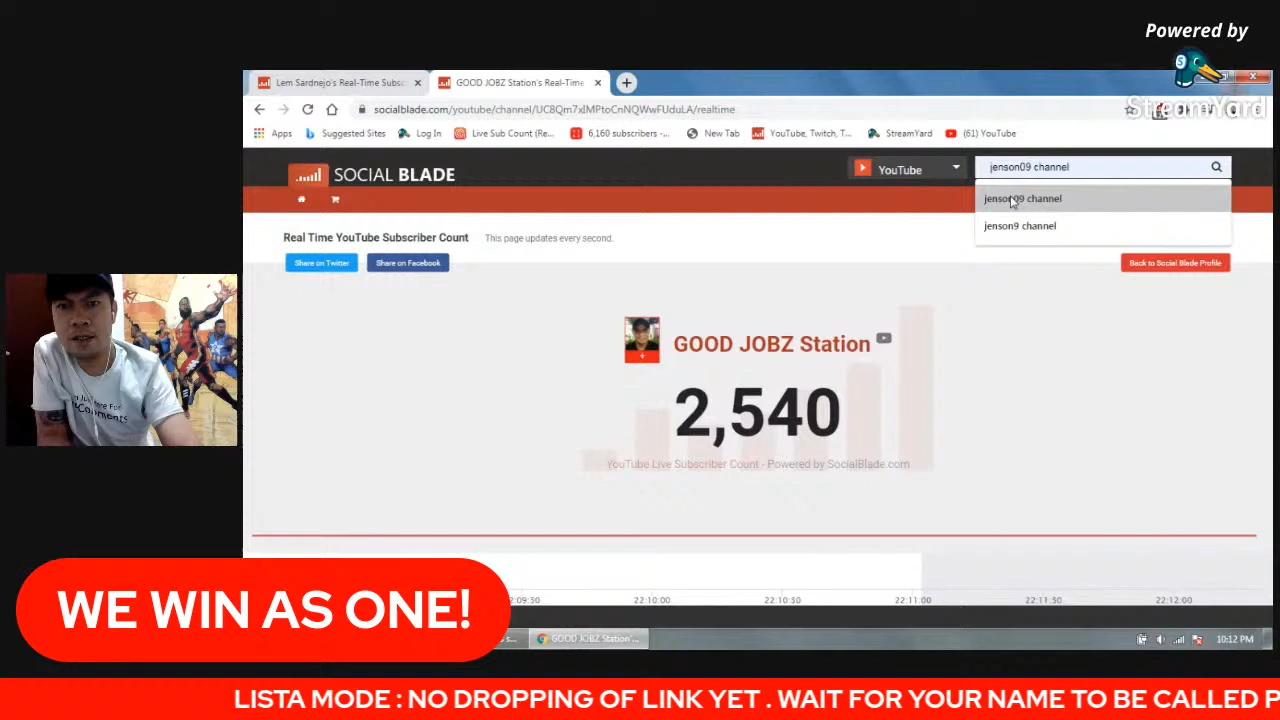 Powered by
StreamYard
Lem Sardnejo's Real-Time Subsc
GOOD JOBZ Station's Real-Time
socialblade.com/youtube/channel/UC8Qm7xIMPtoCnNQWwFUduLA/realtime
Apps
Suggested Sites
Log In
Live Sub Count (Re...
6,160 subscribers -...
New Tab
YouTube, Twitch, T...
StreamYard
(61) YouTube
SOCIAL BLADE
YouTube
jenson09 channel
jenson09 channel
jenson9 channel
Real Time YouTube Subscriber Count
This page updates every second.
Share on Twitter
Share on Facebook
Back to Social Blade Profile
GOOD JOBZ Station
2,540
YouTube Live Subscriber Count - Powered by SocialBlade.com
:09:30
22:10:00
22:10:30
22:11:00
22:11:30
22:12:00
WE WIN AS ONE!
GOOD JOBZ Station'...
10:12 PM
LISTA MODE : NO DROPPING OF LINK YET . WAIT FOR YOUR NAME TO BE CALLED P